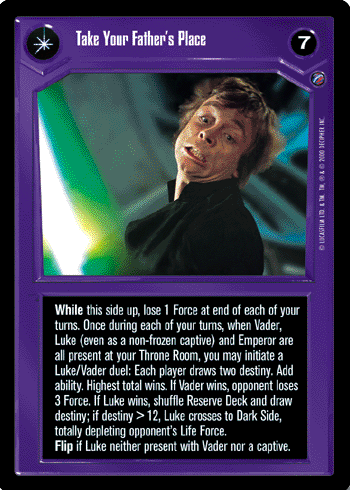 Take Your Father's Place
7
© LUCASFILM LTD. & TM. TM, ® & © 2000 DECIPHER INC.
While this side up, lose 1 Force at end of each of your
turns. Once during each of your turns, when Vader,
Luke (even as a non-frozen captive) and Emperor are
all present at your Throne Room, you may initiate a
Luke/Vader duel: Each player draws two destiny. Add
ability. Highest total wins. If Vader wins, opponent loses
3 Force. If Luke wins, shuffle Reserve Deck and draw
destiny; if destiny > 12, Luke crosses to Dark Side,
totally depleting opponent's Life Force.
Flip if Luke neither present with Vader nor a captive.